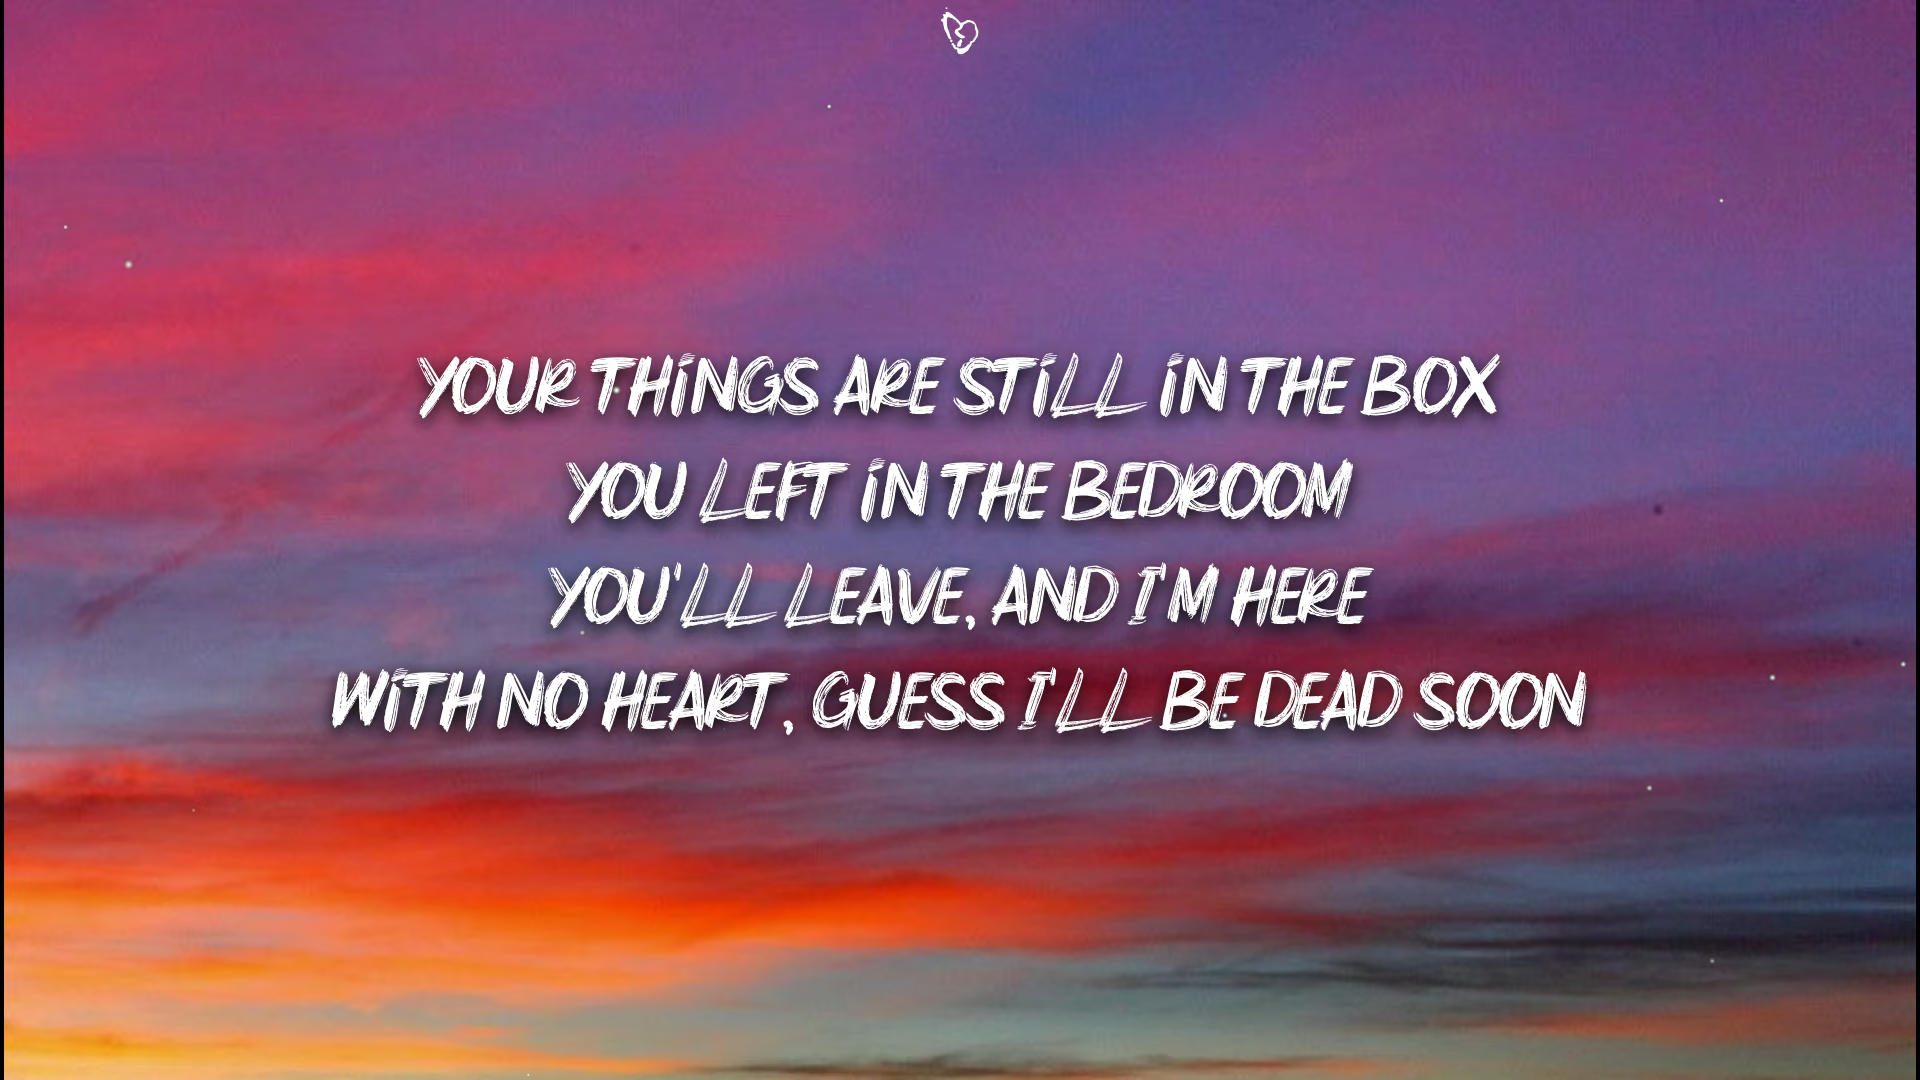 YOUR THINGS ARE STILL IN THE BOX
YOU LEFT IN THE BEDROOM
YOU'LL LEAVE, AND I'M HERE
WITH NO HEART, GUESS I'LL BE DEAD SOON